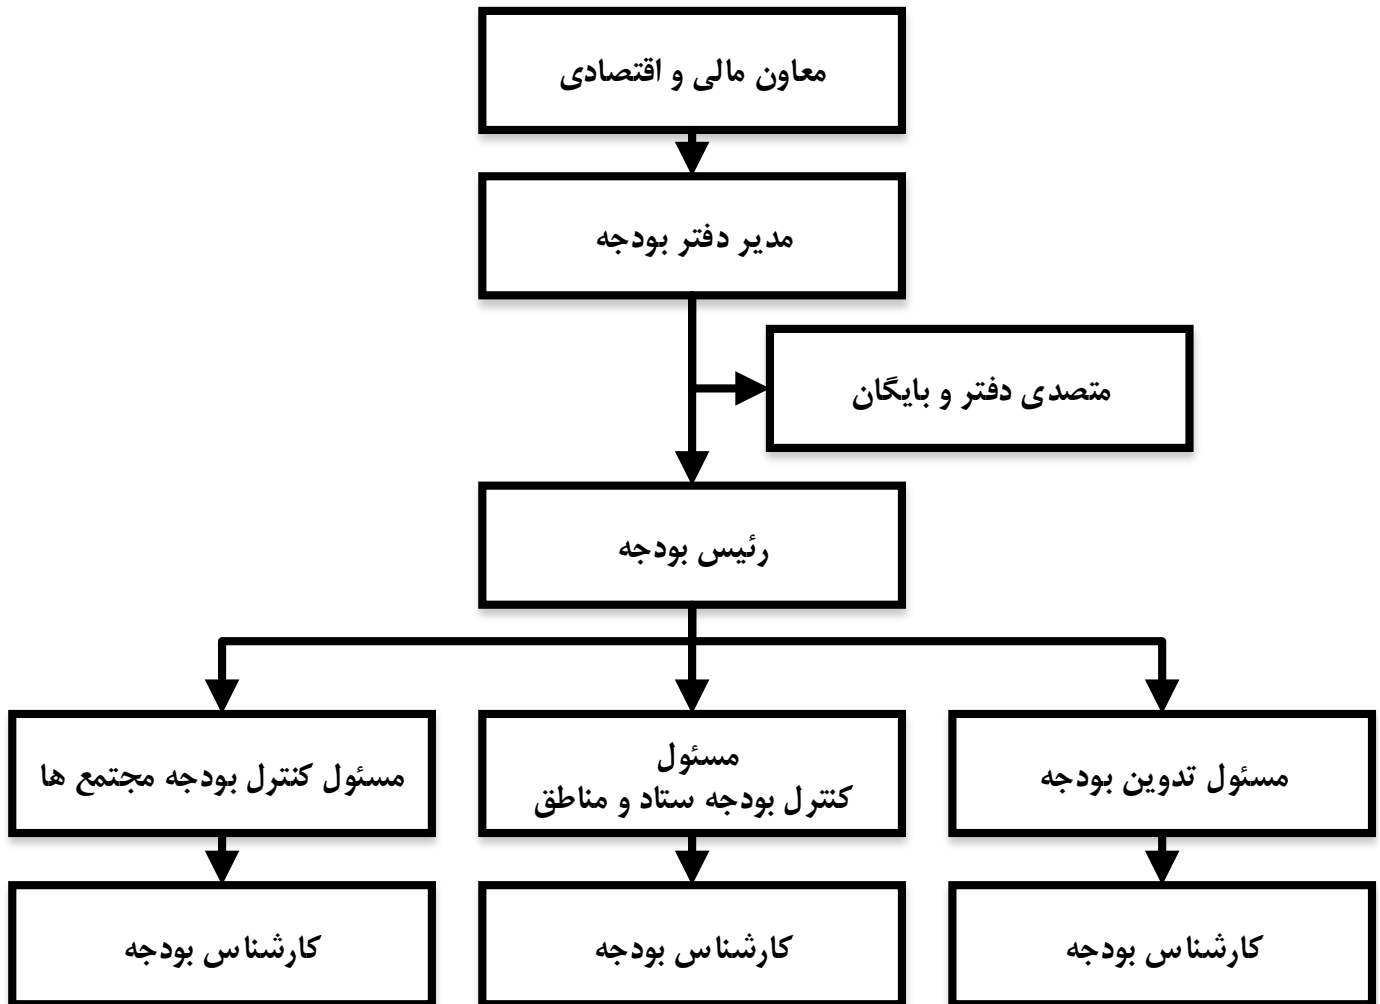 معاون مالی و اقتصادی
مدیر دفتر بودجه
متصدی دفتر و بایگان
رئیس بودجه
مسئول تدوین بودجه
مسئول
کنترل بودجه ستاد و مناطق
مسئول کنترل بودجه مجتمع ها
کارشناس بودجه
کارشناس بودجه
کارشناس بودجه